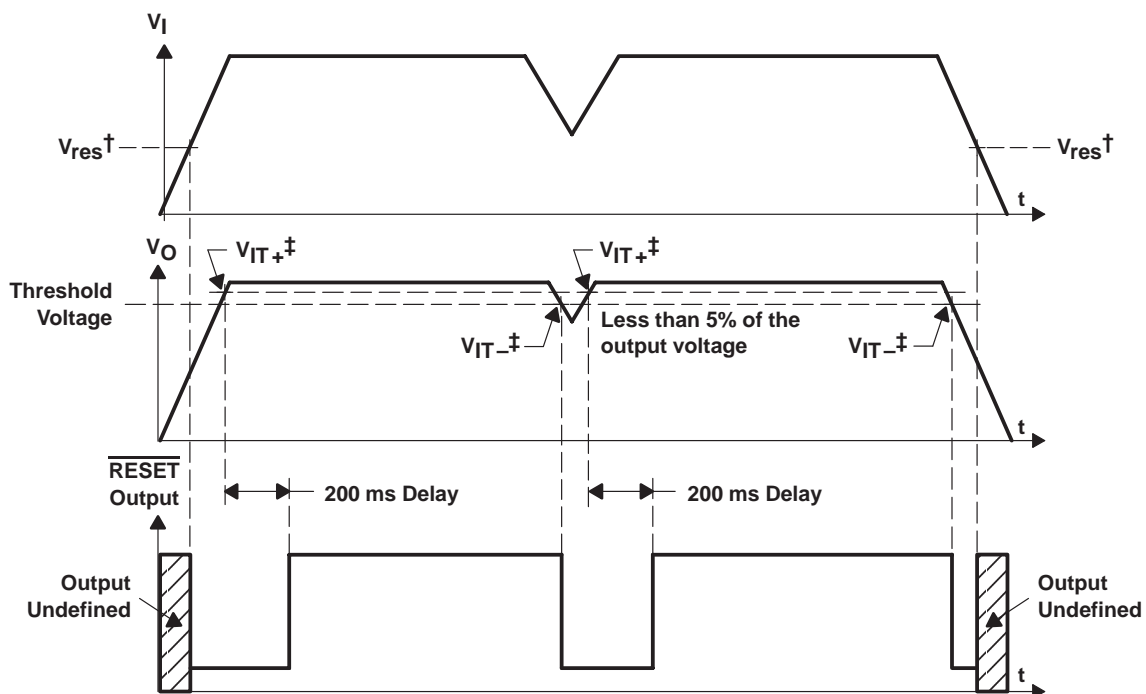 VI
Vres†
Vres†
t
VO
VIT+‡
VIT+‡
Threshold
Voltage
Less than 5% of the
output voltage
VIT−‡
VIT−‡
t
RESET
Output
200 ms Delay
200 ms Delay
Output
Undefined
Output
Undefined
t